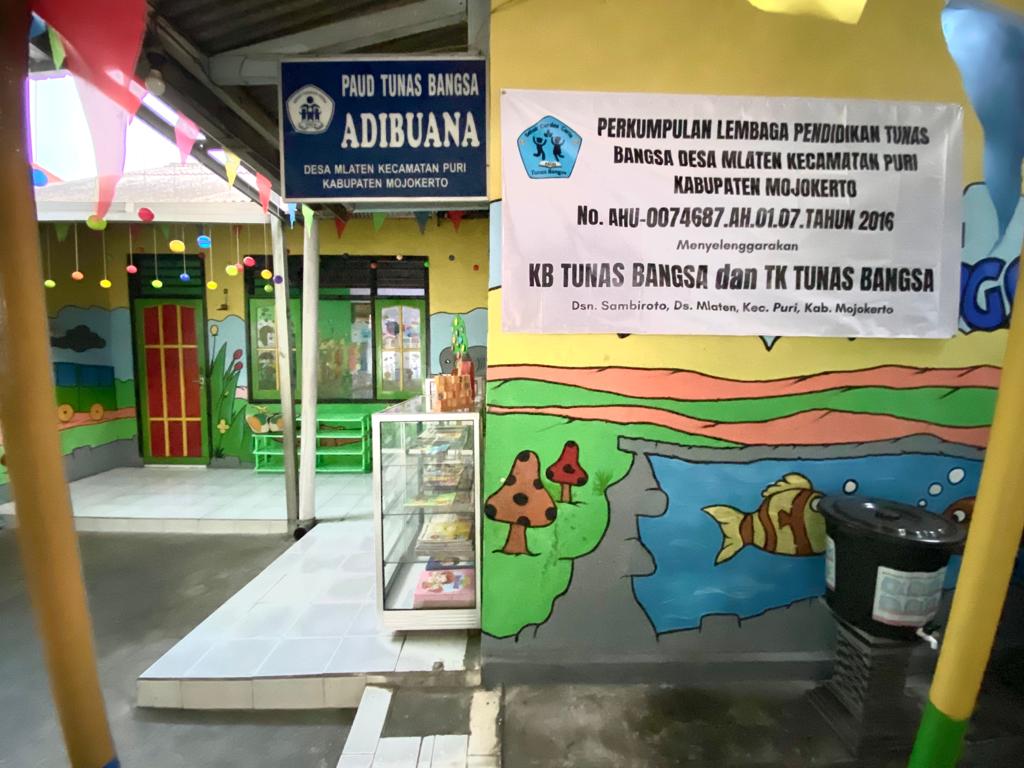 PAUD TUNAS BANGSA
ADIBUANA
DESA MLATEN KECAMATAN PURI
KABUPATEN MOJOKERTO
PERKUMPULAN LEMBAGA PENDIDIKAN TUNAS
BANGSA DESA MLATEN KECAMATAN PURI
KABUPATEN MOJOKERTO
No. AHU-0074687.AH.01.07.TAHUN 2016
Menyelenggarakan
KB TUNAS BANGSA dan TK TUNAS BANGSA
Dsn. Sambiroto, Ds. Mlaten, Kec. Puri, Kab. Mojokerto
Tunas Bangsa